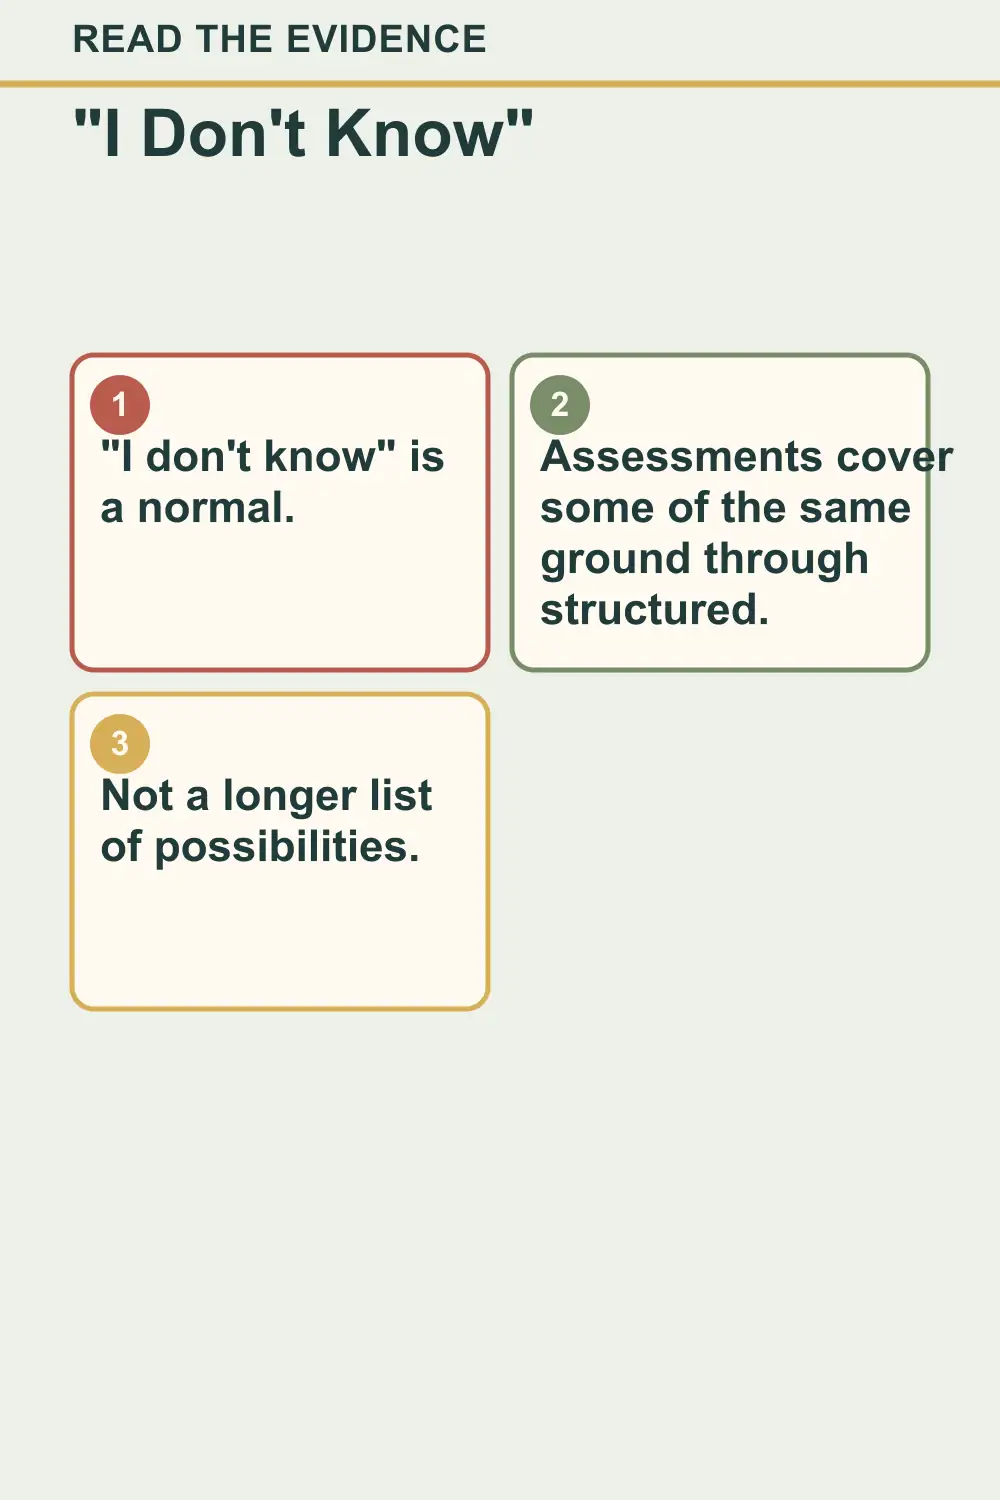 READ THE EVIDENCE
"I Don't Know"
1
"I don't know" is
a normal.
2
Assessments cover
some of the same
ground through
structured.
3
Not a longer list
of possibilities.